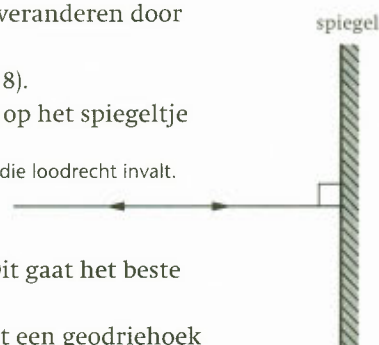 veranderen door
spiegel
8).
op het spiegeltje
die loodrecht invalt.
it gaat het beste
t een geodriehoek